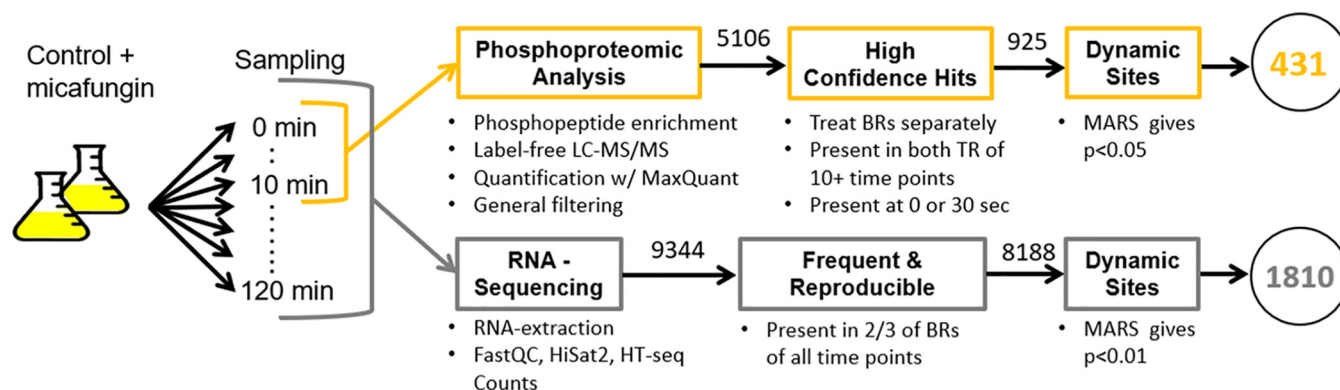 Control +
micafungin
Sampling
0 min
10 min
120 min
Phosphoproteomic
Analysis
5106
High
Confidence Hits
925
Dynamic
Sites
431
• Phosphopeptide enrichment
• Label-free LC-MS/MS
• Quantification w/ MaxQuant
• General filtering
• Treat BRs separately
• Present in both TR of
10+ time points
• Present at 0 or 30 sec
• MARS gives
p<0.05
RNA -
Sequencing
9344
Frequent &
Reproducible
8188
Dynamic
Sites
1810
• RNA-extraction
• FastQC, HiSat2, HT-seq
Counts
• Present in 2/3 of BRs
of all time points
• MARS gives
p<0.01